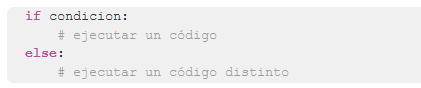 if condicion:
    # ejecutar un código
else:
    # ejecutar un código distinto